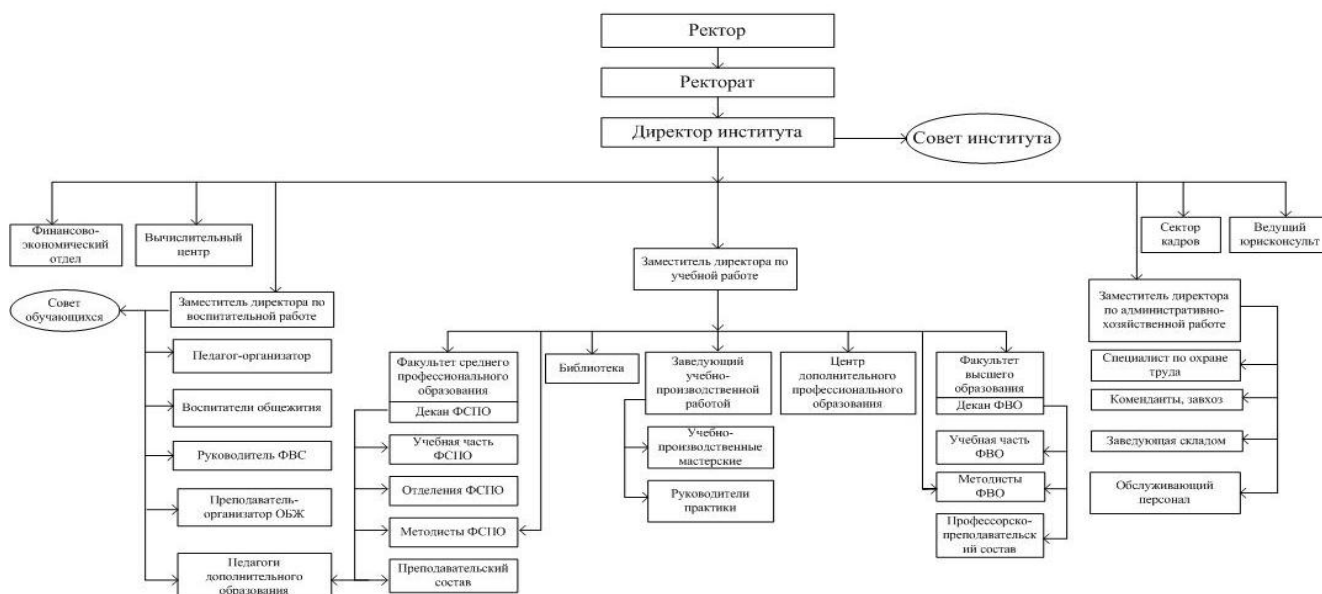 Ректор
Ректорат
Директор института
Совет института
Финансово-
экономический
отдел
Вычислительный
центр
Сектор
кадров
Ведущий
юрисконсульт
Заместитель директора по
учебной работе
Совет
обучающихся
Заместитель директора по
воспитательной работе
Заместитель директора
по административно-
хозяйственной работе
Педагог-организатор
Воспитатели общежития
Руководитель ФВС
Преподаватель-
организатор ОБЖ
Педагоги
дополнительного
образования
Факультет среднего
профессионального
образования
Декан ФСПО
Учебная часть
ФСПО
Отделения ФСПО
Методисты ФСПО
Преподавательский
состав
Библиотека
Заведующий
учебно-
производственной
работой
Учебно-
производственные
мастерские
Руководители
практики
Центр
дополнительного
профессионального
образования
Факультет
высшего
образования
Декан ФВО
Учебная часть
ФВО
Методисты
ФВО
Профессорско-
преподавательск
ий состав
Специалист по охране
труда
Коменданты, завхоз
Заведующая складом
Обслуживающий
персонал